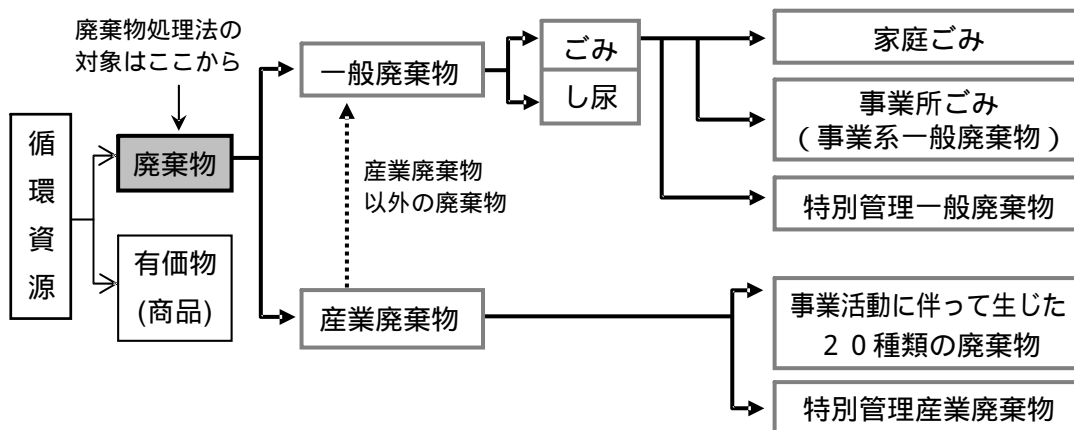 廃棄物処理法の
対象はここから
循環資源
廃棄物
有価物
(商品)
一般廃棄物
産業廃棄物
以外の廃棄物
産業廃棄物
ごみ
し尿
家庭ごみ
事業所ごみ
(事業系一般廃棄物)
特別管理一般廃棄物
事業活動に伴って生じた
20種類の廃棄物
特別管理産業廃棄物